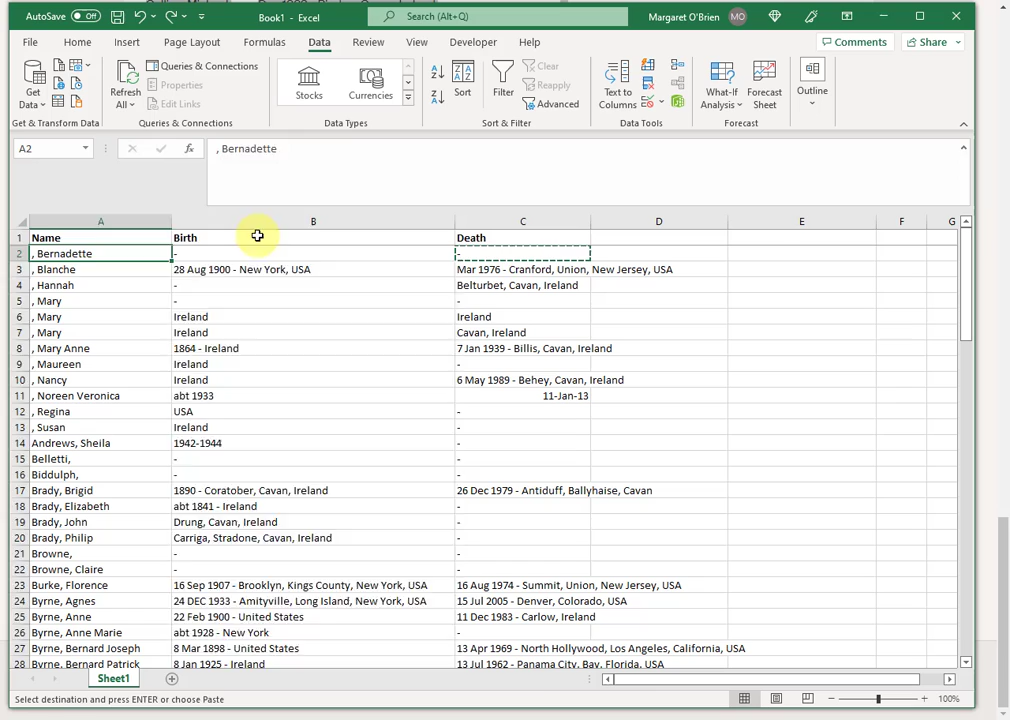 AutoSave Off Book1 - Excel Search (Alt+Q) Margaret O'Brien MO
File Home Insert Page Layout Formulas Data Review View Developer Help Comments Share
Get Data
Refresh All
Queries & Connections
Properties
Edit Links
Stocks Currencies
Sort
Filter
Clear
Reapply
Advanced
Text to Columns
What-If Analysis
Forecast Sheet
Outline
Get & Transform Data Queries & Connections Data Types Sort & Filter Data Tools Forecast
A2 fx , Bernadette
A B C D E F G
1 Name Birth Death
2 , Bernadette - -
3 , Blanche 28 Aug 1900 - New York, USA Mar 1976 - Cranford, Union, New Jersey, USA
4 , Hannah - Belturbet, Cavan, Ireland
5 , Mary - -
6 , Mary Ireland Ireland
7 , Mary Ireland Cavan, Ireland
8 , Mary Anne 1864 - Ireland 7 Jan 1939 - Billis, Cavan, Ireland
9 , Maureen Ireland -
10 , Nancy Ireland 6 May 1989 - Behey, Cavan, Ireland
11 , Noreen Veronica abt 1933 11-Jan-13
12 , Regina USA -
13 , Susan Ireland -
14 Andrews, Sheila 1942-1944 -
15 Belletti, - -
16 Biddulph, - -
17 Brady, Brigid 1890 - Coratober, Cavan, Ireland 26 Dec 1979 - Antiduff, Ballyhaise, Cavan
18 Brady, Elizabeth abt 1841 - Ireland -
19 Brady, John Drung, Cavan, Ireland -
20 Brady, Philip Carriga, Stradone, Cavan, Ireland -
21 Browne, - -
22 Browne, Claire - -
23 Burke, Florence 16 Sep 1907 - Brooklyn, Kings County, New York, USA 16 Aug 1974 - Summit, Union, New Jersey, USA
24 Byrne, Agnes 24 DEC 1933 - Amityville, Long Island, New York, USA 15 Jul 2005 - Denver, Colorado, USA
25 Byrne, Anne 22 Feb 1900 - United States 11 Dec 1983 - Carlow, Ireland
26 Byrne, Anne Marie abt 1928 - New York -
27 Byrne, Bernard Joseph 8 Mar 1898 - United States 13 Apr 1969 - North Hollywood, Los Angeles, California, USA
28 Byrne, Bernard Patrick 8 Jan 1925 - Ireland 13 Jul 1962 - Panama City, Bay, Florida, USA
Sheet1
Select destination and press ENTER or choose Paste 100%